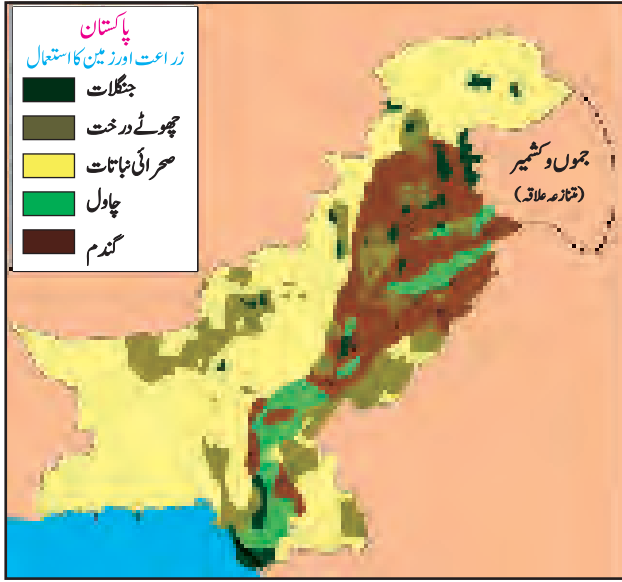 پاکستان
زراعت اور زمین کا استعمال
جنگلات
چھوٹے درخت
صحرائی نباتات
چاول
گندم
جموں و کشمیر
(متنازعہ علاقہ)